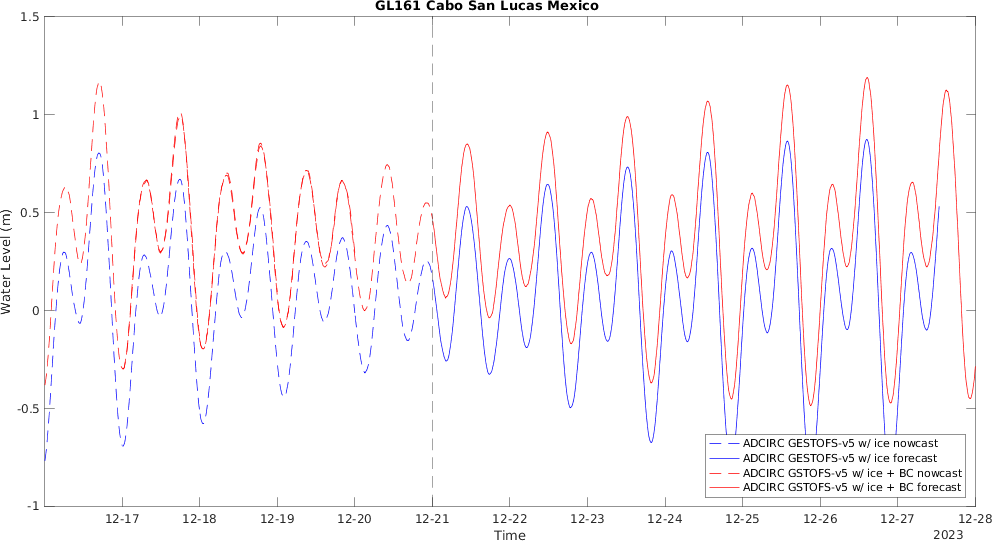 GL161 Cabo San Lucas Mexico
1.5
1
0.5
0
-0.5
-1
Water Level (m)
ADCIRC GESTOFS-v5 w/ ice nowcast
ADCIRC GESTOFS-v5 w/ ice forecast
ADCIRC GSTOFS-v5 w/ ice + BC nowcast
ADCIRC GSTOFS-v5 w/ ice + BC forecast
12-17 12-18 12-19 12-20 12-21 12-22 12-23 12-24 12-25 12-26 12-27 12-28
Time
2023